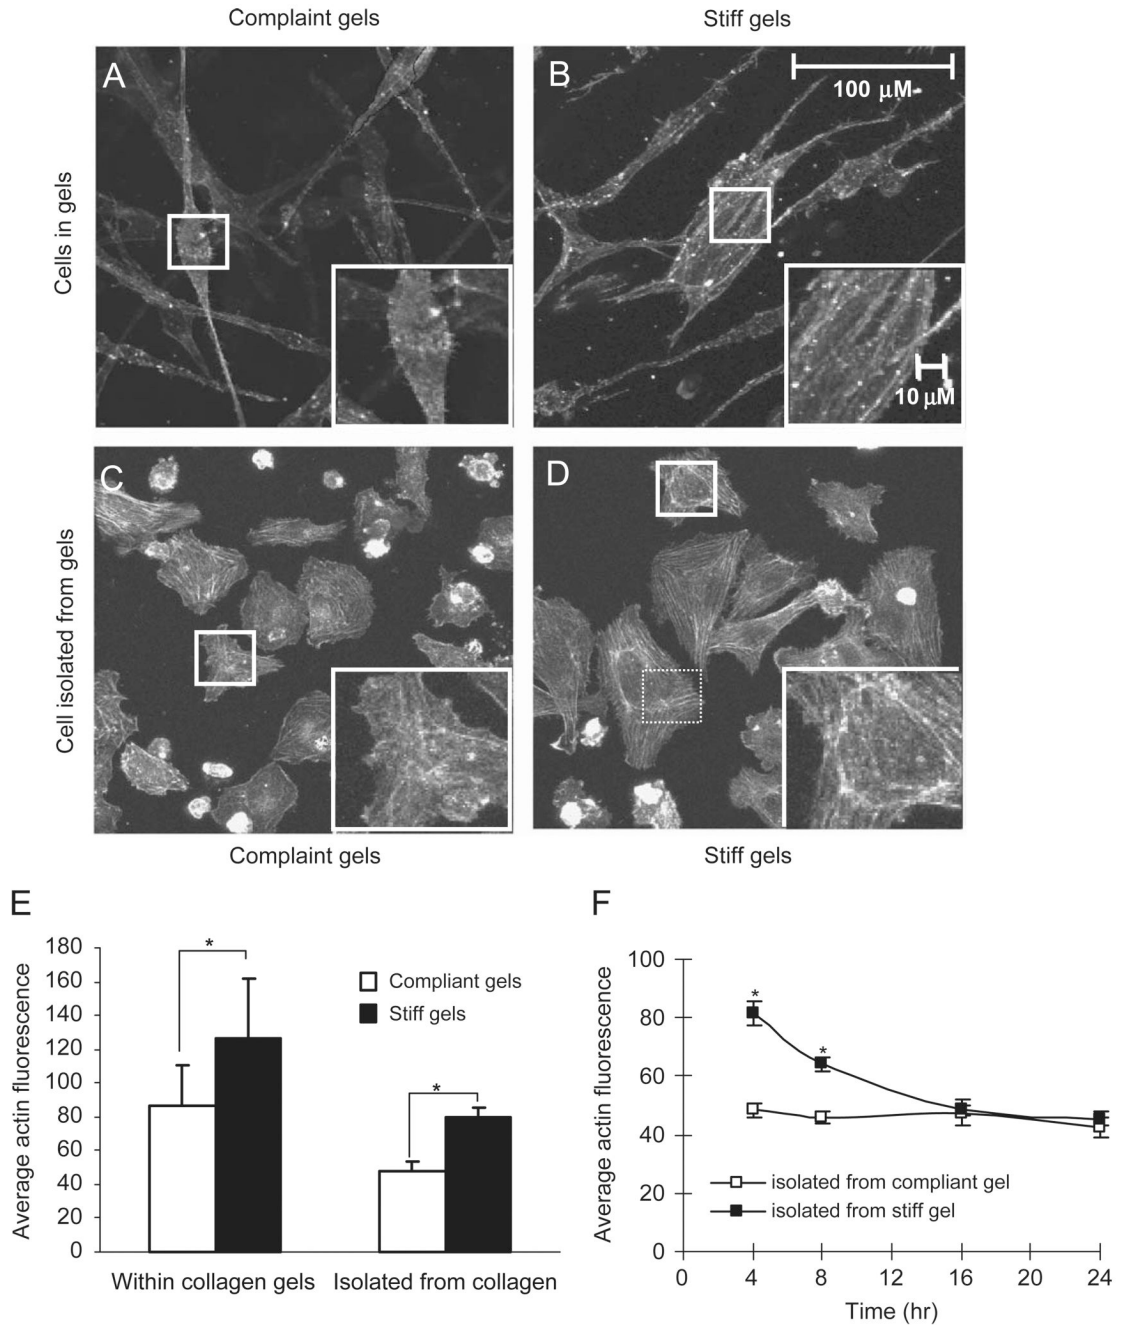 Complaint gels
Stiff gels
Cells in gels
A
B
100 µM
10 µM
Cell isolated from gels
C
D
Complaint gels
Stiff gels
E
Average actin fluorescence
180
160
140
120
100
80
60
40
20
0
*
*
Compliant gels
Stiff gels
Within collagen gels
Isolated from collagen
F
Average actin fluorescence
100
80
60
40
20
0
*
*
isolated from compliant gel
isolated from stiff gel
0 4 8 12 16 20 24
Time (hr)